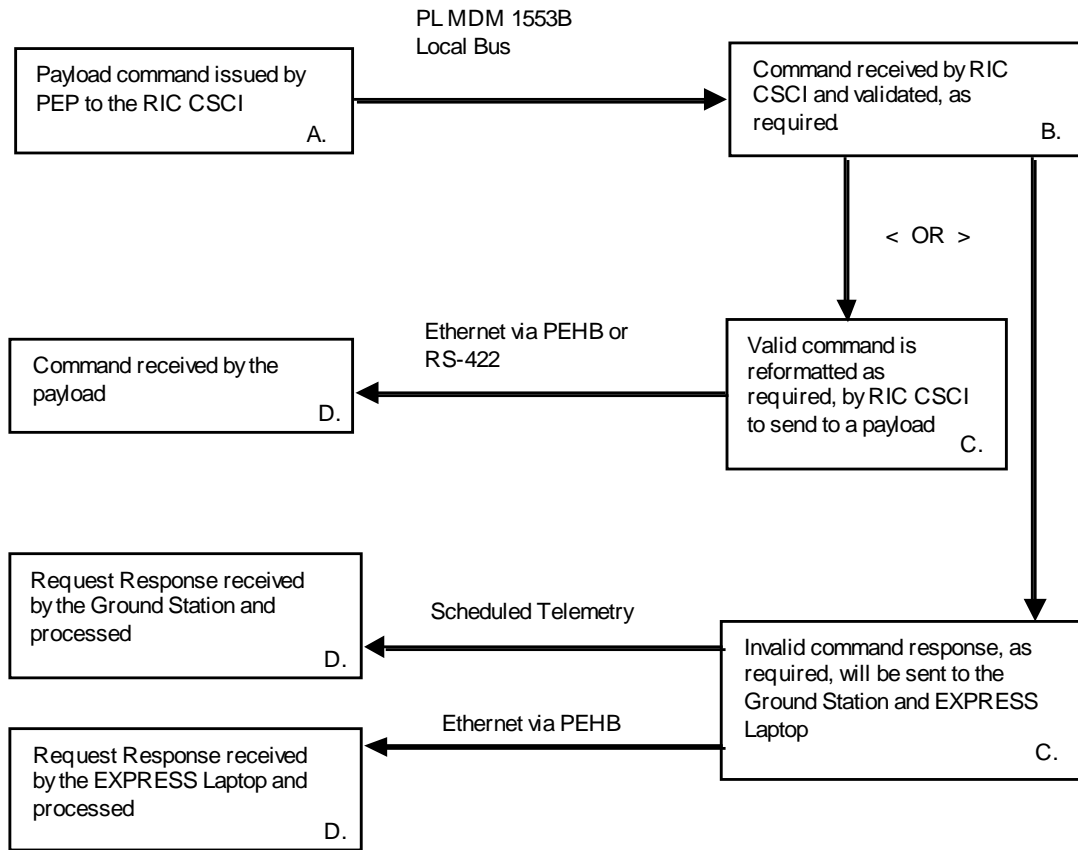 PL MDM 1553B
Local Bus
Payload command issued by
PEP to the RIC CSCI
A.
Command received by RIC
CSCI and validated, as
required.
B.
< OR >
Ethernet via PEHB or
RS-422
Command received by the
payload
D.
Valid command is
reformatted as
required, by RIC CSCI
to send to a payload
C.
Request Response received
by the Ground Station and
processed
D.
Scheduled Telemetry
Invalid command response, as
required, will be sent to the
Ground Station and EXPRESS
Laptop
C.
Ethernet via PEHB
Request Response received
by the EXPRESS Laptop and
processed
D.